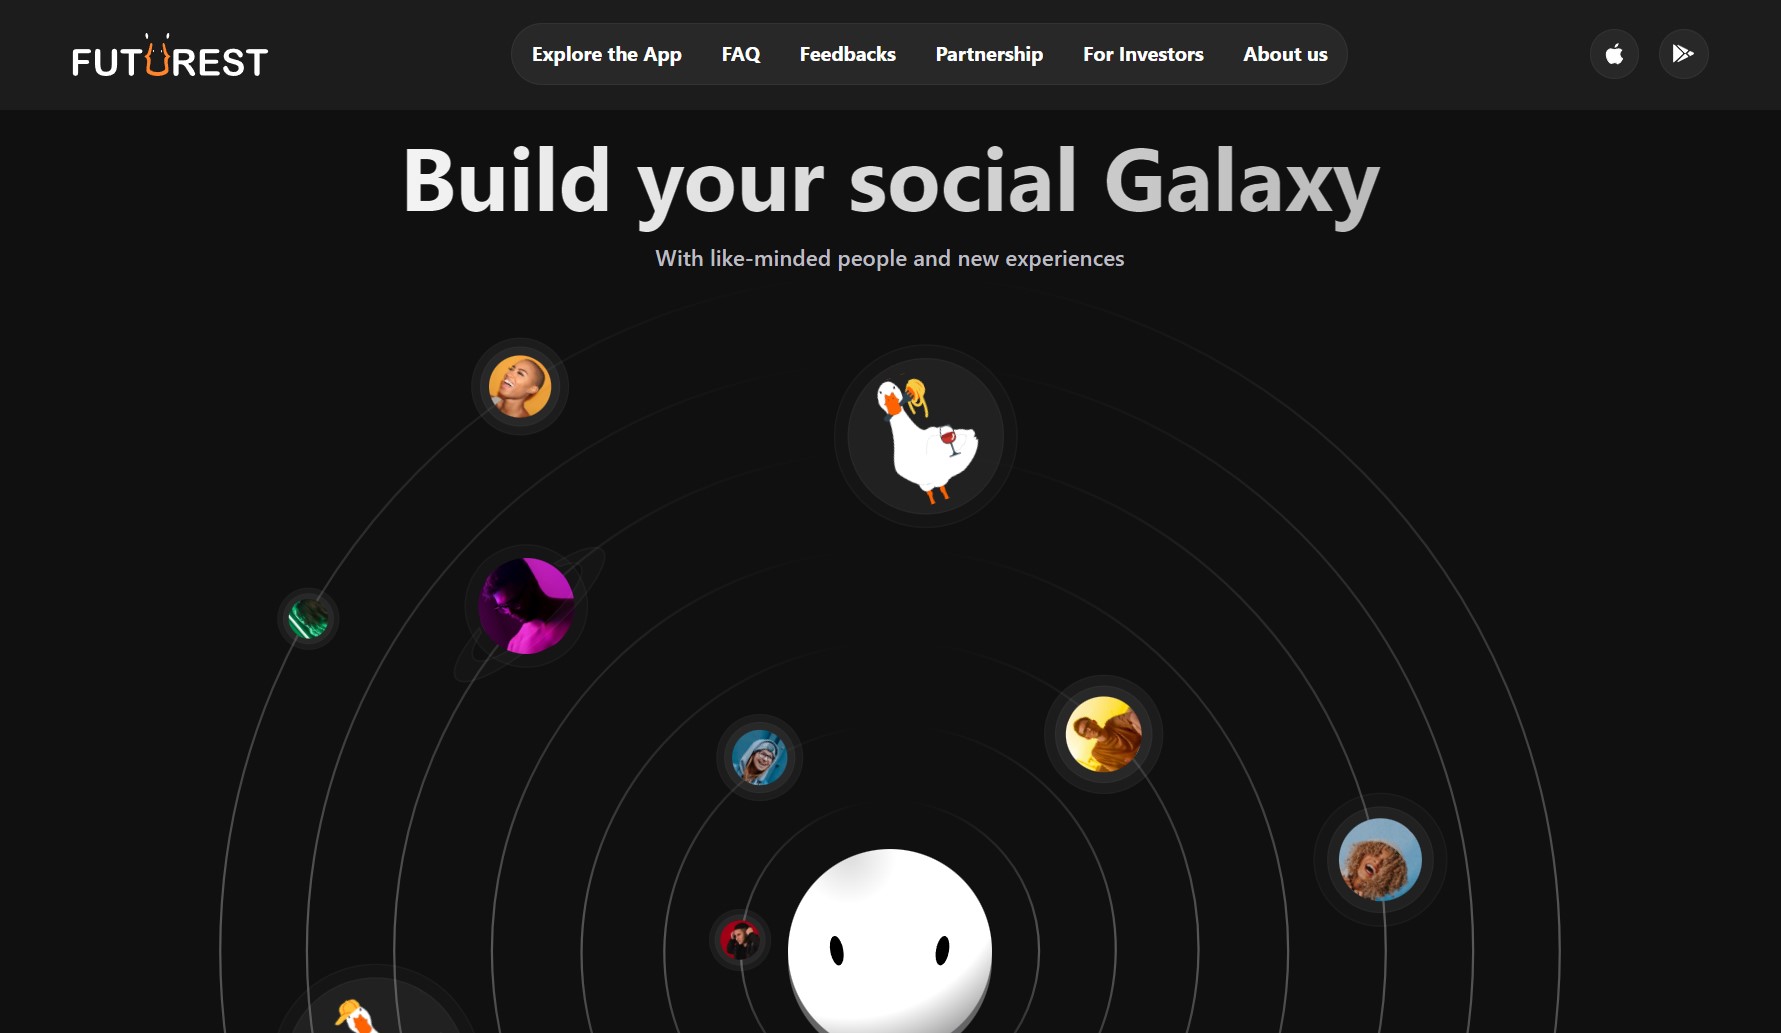 FUTUREST
Explore the App
FAQ
Feedbacks
Partnership
For Investors
About us
Build your social Galaxy
With like-minded people and new experiences